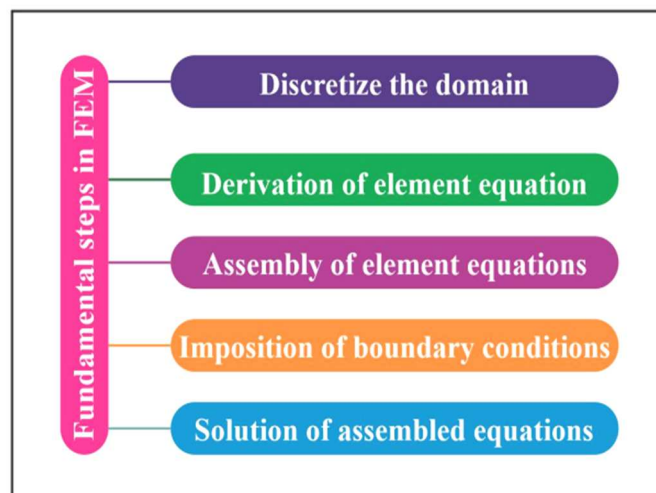 Fundamental steps in FEM
Discretize the domain
Derivation of element equation
Assembly of element equations
Imposition of boundary conditions
Solution of assembled equations